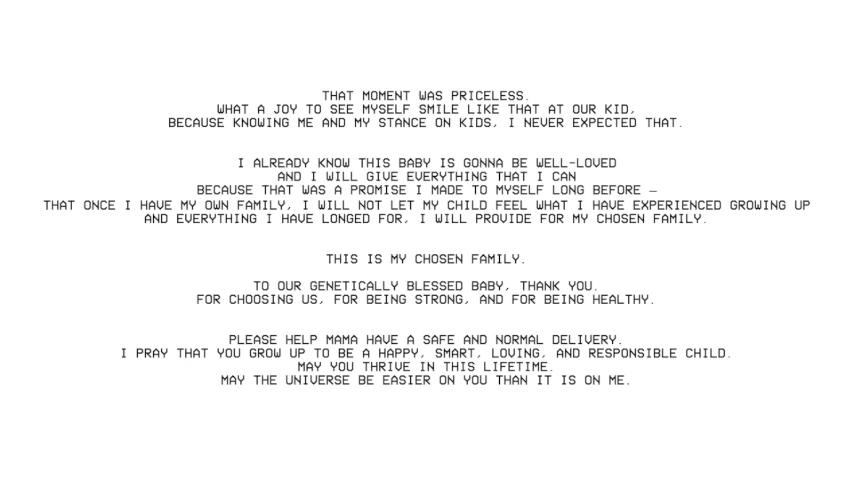 THAT MOMENT WAS PRICELESS.
WHAT A JOY TO SEE MYSELF SMILE LIKE THAT AT OUR KID,
BECAUSE KNOWING ME AND MY STANCE ON KIDS, I NEVER EXPECTED THAT.
I ALREADY KNOW THIS BABY IS GONNA BE WELL-LOVED
AND I WILL GIVE EVERYTHING THAT I CAN
BECAUSE THAT WAS A PROMISE I MADE TO MYSELF LONG BEFORE —
THAT ONCE I HAVE MY OWN FAMILY, I WILL NOT LET MY CHILD FEEL WHAT I HAVE EXPERIENCED GROWING UP
AND EVERYTHING I HAVE LONGED FOR, I WILL PROVIDE FOR MY CHOSEN FAMILY.
THIS IS MY CHOSEN FAMILY.
TO OUR GENETICALLY BLESSED BABY, THANK YOU.
FOR CHOOSING US, FOR BEING STRONG, AND FOR BEING HEALTHY.
PLEASE HELP MAMA HAVE A SAFE AND NORMAL DELIVERY.
I PRAY THAT YOU GROW UP TO BE A HAPPY, SMART, LOVING, AND RESPONSIBLE CHILD.
MAY YOU THRIVE IN THIS LIFETIME.
MAY THE UNIVERSE BE EASIER ON YOU THAN IT IS ON ME.